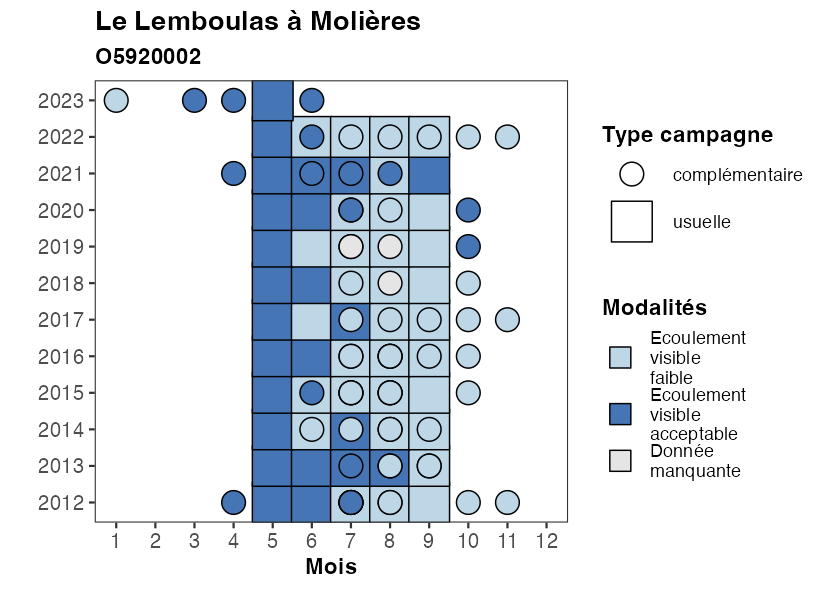 Le Lemboulas à Molières
O5920002
2023
2022
2021
2020
2019
2018
2017
2016
2015
2014
2013
2012
1 2 3 4 5 6 7 8 9 10 11 12
Mois
Type campagne
complémentaire
usuelle
Modalités
Ecoulement
visible
faible
Ecoulement
visible
acceptable
Donnée
manquante